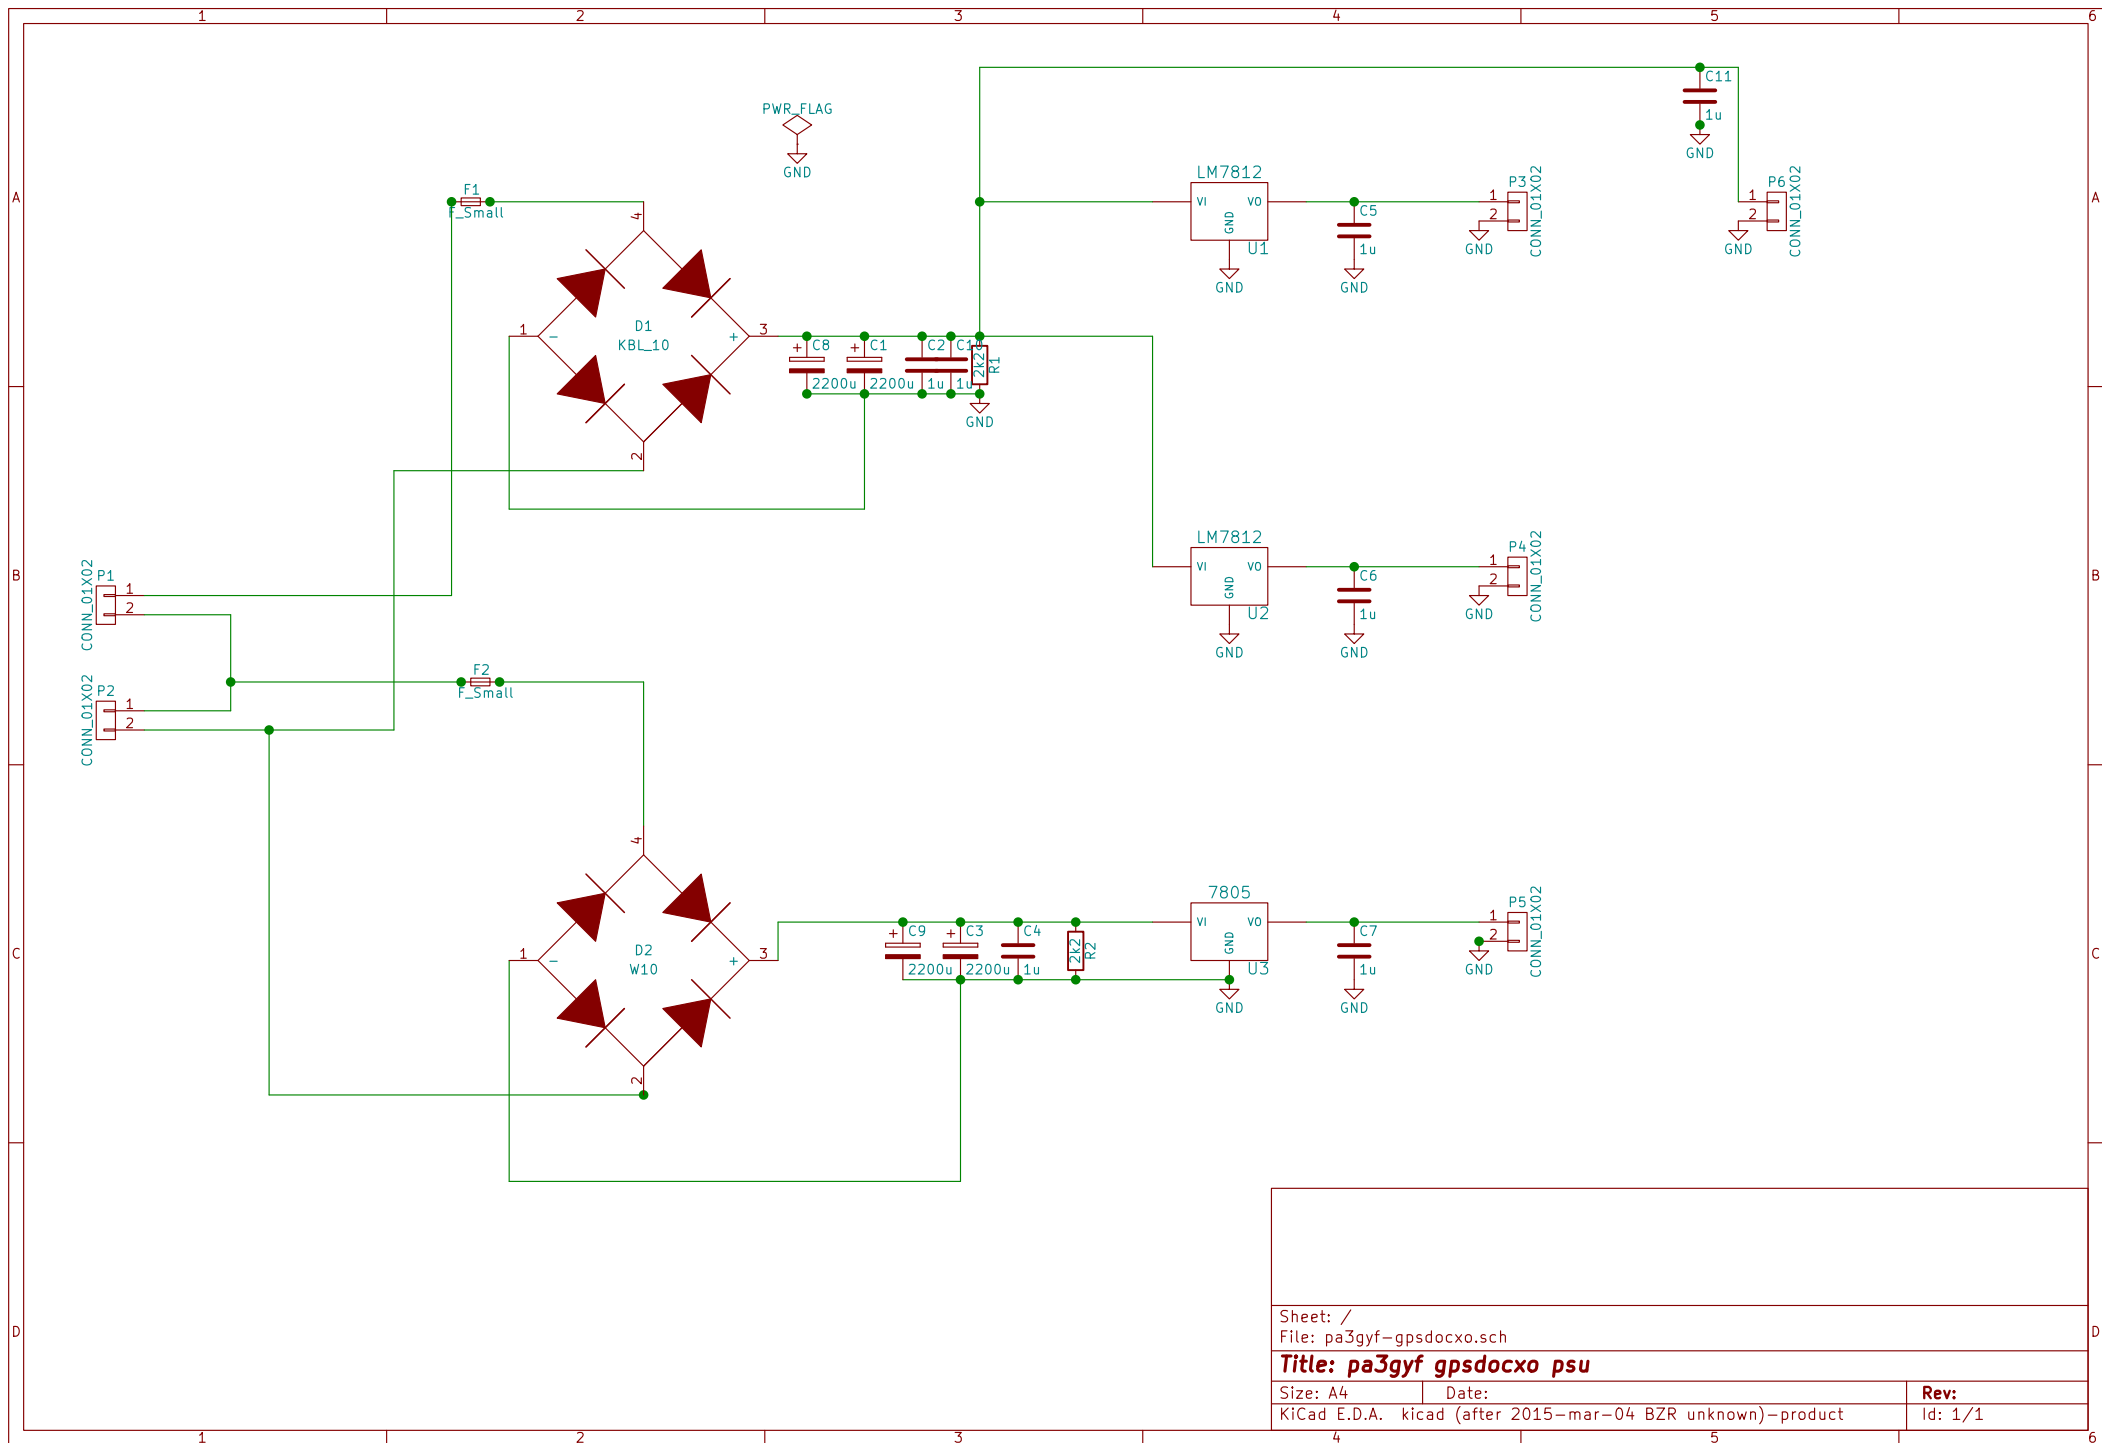 1 2 3 4 5 6
A
B
C
D
A
B
C
D
1 2 3 4 5 6
PWR_FLAG
GND
F1
F_Small
4
1
D1
KBL_10
−
+
3
2
+
C8
2200u
+
C1
2200u
C2
1u
1u
2k2
R1
GND
C11
1u
GND
LM7812
VI
VO
GND
U1
GND
C5
1u
GND
P3
1
2
CONN_01X02
GND
P6
1
2
CONN_01X02
GND
LM7812
VI
VO
GND
U2
GND
C6
1u
GND
P4
1
2
CONN_01X02
GND
P1
1
2
CONN_01X02
P2
1
2
CONN_01X02
F2
F_Small
4
1
D2
W10
−
+
3
2
+
C9
2200u
+
C3
2200u
C4
1u
2k2
R2
7805
VI
VO
GND
U3
GND
C7
1u
GND
P5
1
2
CONN_01X02
GND
Sheet: /
File: pa3gyf-gpsdocxo.sch
Title: pa3gyf gpsdocxo psu
Size: A4 Date: Rev:
KiCad E.D.A. kicad (after 2015-mar-04 BZR unknown)-product Id: 1/1